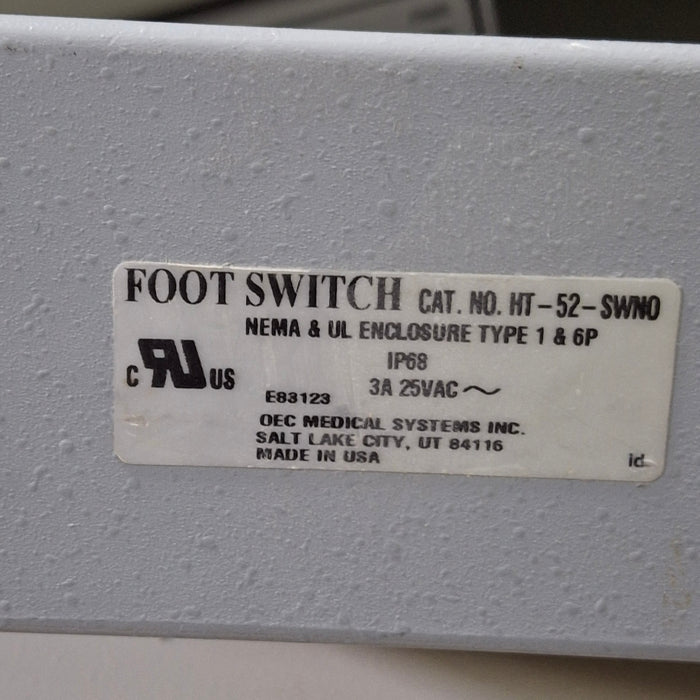 FOOT SWITCH CAT. NO. HT-52-SWNO
NEMA & UL ENCLOSURE TYPE 1 & 6P
IP68
C RU US
E83123 3A 25VAC ~
OEC MEDICAL SYSTEMS INC.
SALT LAKE CITY, UT 84116
MADE IN USA
id